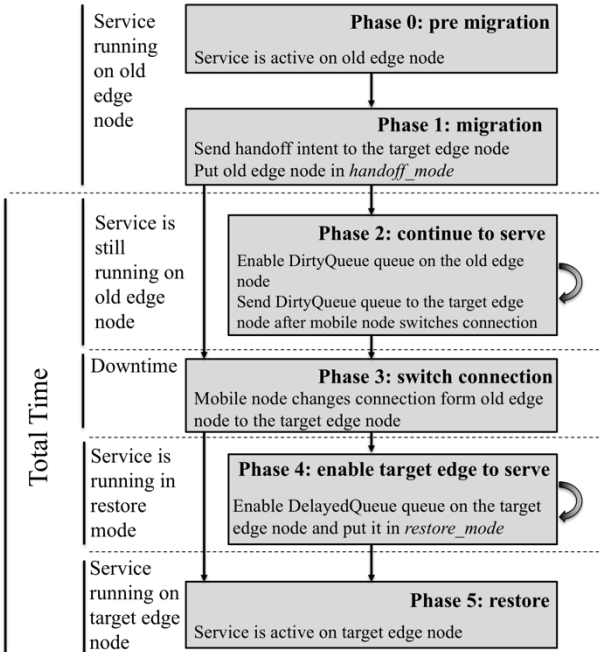 Service
running
on old
edge
node
Phase 0: pre migration
Service is active on old edge node
Phase 1: migration
Send handoff intent to the target edge node
Put old edge node in handoff_mode
Total Time
Service is
still
running on
old edge
node
Phase 2: continue to serve
Enable DirtyQueue queue on the old edge
node
Send DirtyQueue queue to the target edge
node after mobile node switches connection
Downtime
Phase 3: switch connection
Mobile node changes connection form old edge
node to the target edge node
Service is
running in
restore
mode
Phase 4: enable target edge to serve
Enable DelayedQueue queue on the target
edge node and put it in restore_mode
Service
running on
target edge
node
Phase 5: restore
Service is active on target edge node